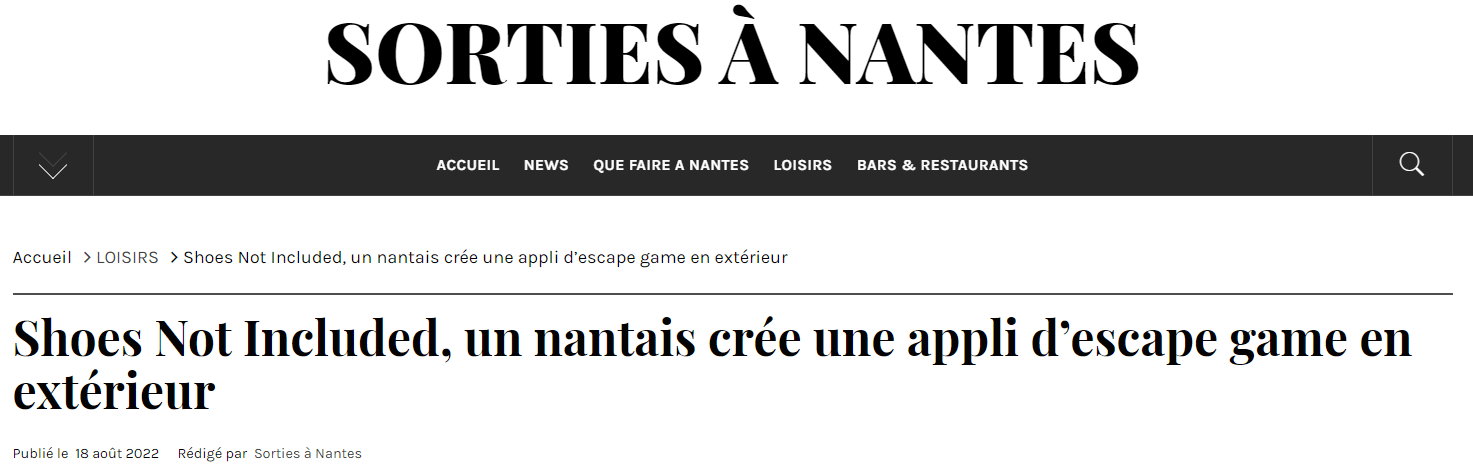 SORTIES À NANTES
ACCUEIL NEWS QUE FAIRE A NANTES LOISIRS BARS & RESTAURANTS
Accueil > LOISIRS > Shoes Not Included, un nantais crée une appli d’escape game en extérieur
Shoes Not Included, un nantais crée une appli d’escape game en
extérieur
Publié le 18 août 2022 Rédigé par Sorties à Nantes